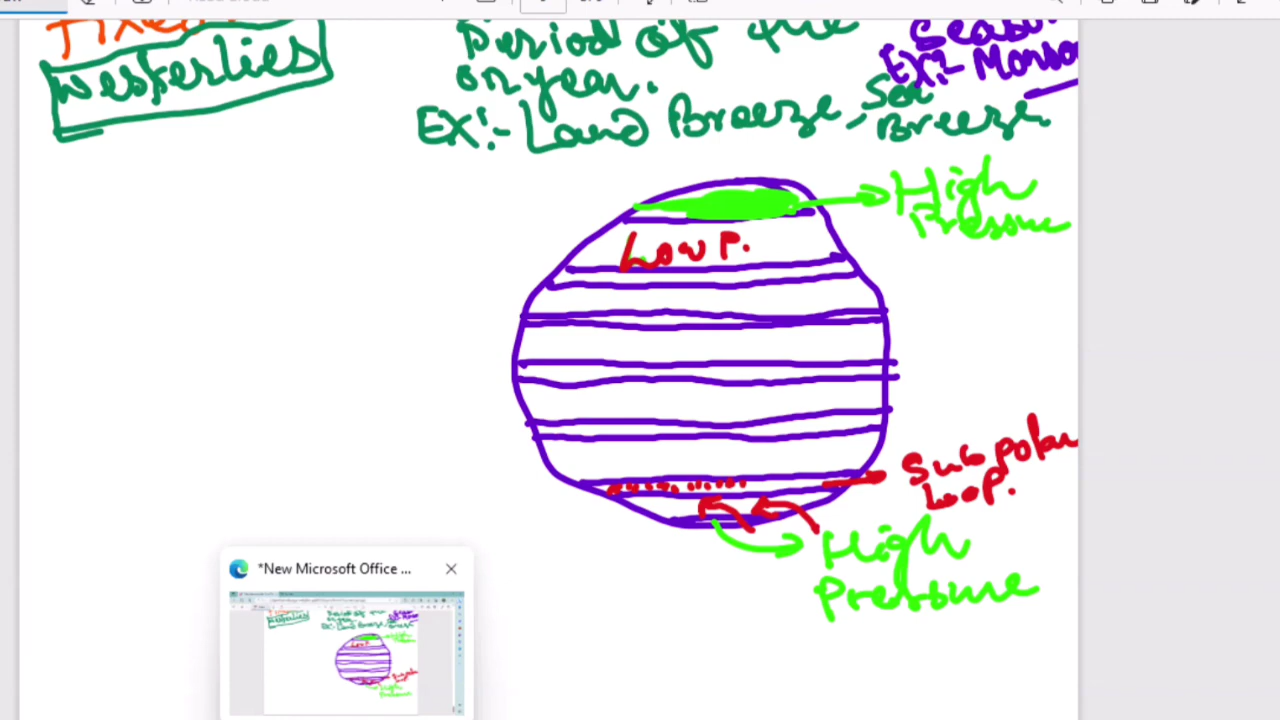 Westerlies
Period of the
on year.
EX:- Land Breeze, Sea
Breeze.
EX:- Monso
High
Pressure
Low P.
Subpolar
Low P.
High
Pressure
*New Microsoft Office ...